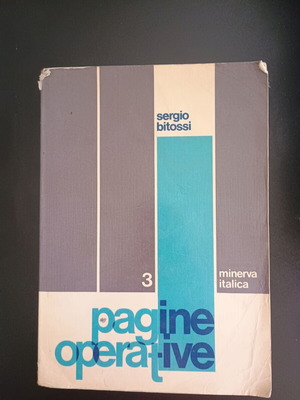 sergio
bitossi
3
minerva
italica
pagine
operative